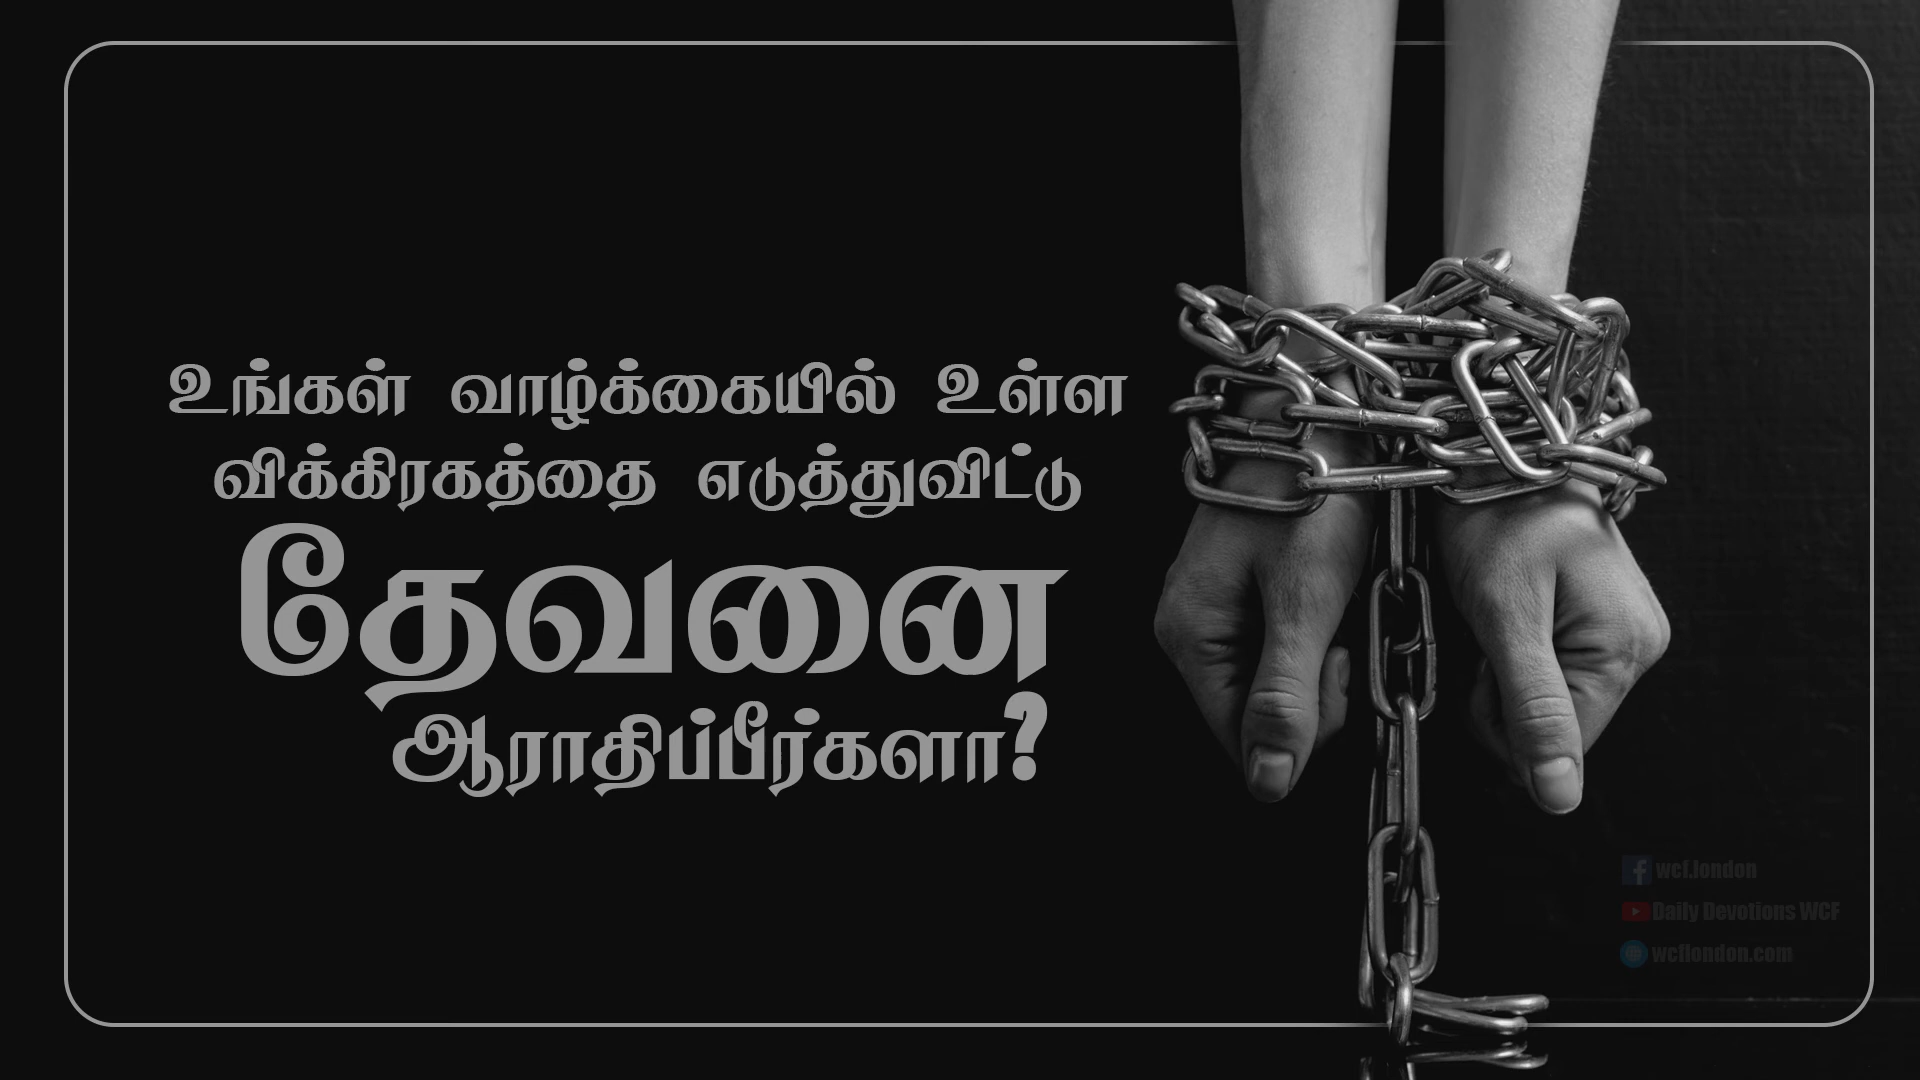 உங்கள் வாழ்க்கையில் உள்ள
விக்கிரகத்தை எடுத்துவிட்டு
தேவனை
ஆராதிப்பீர்களா?
wcf.london
Daily Devotions WCF
wcflondon.com